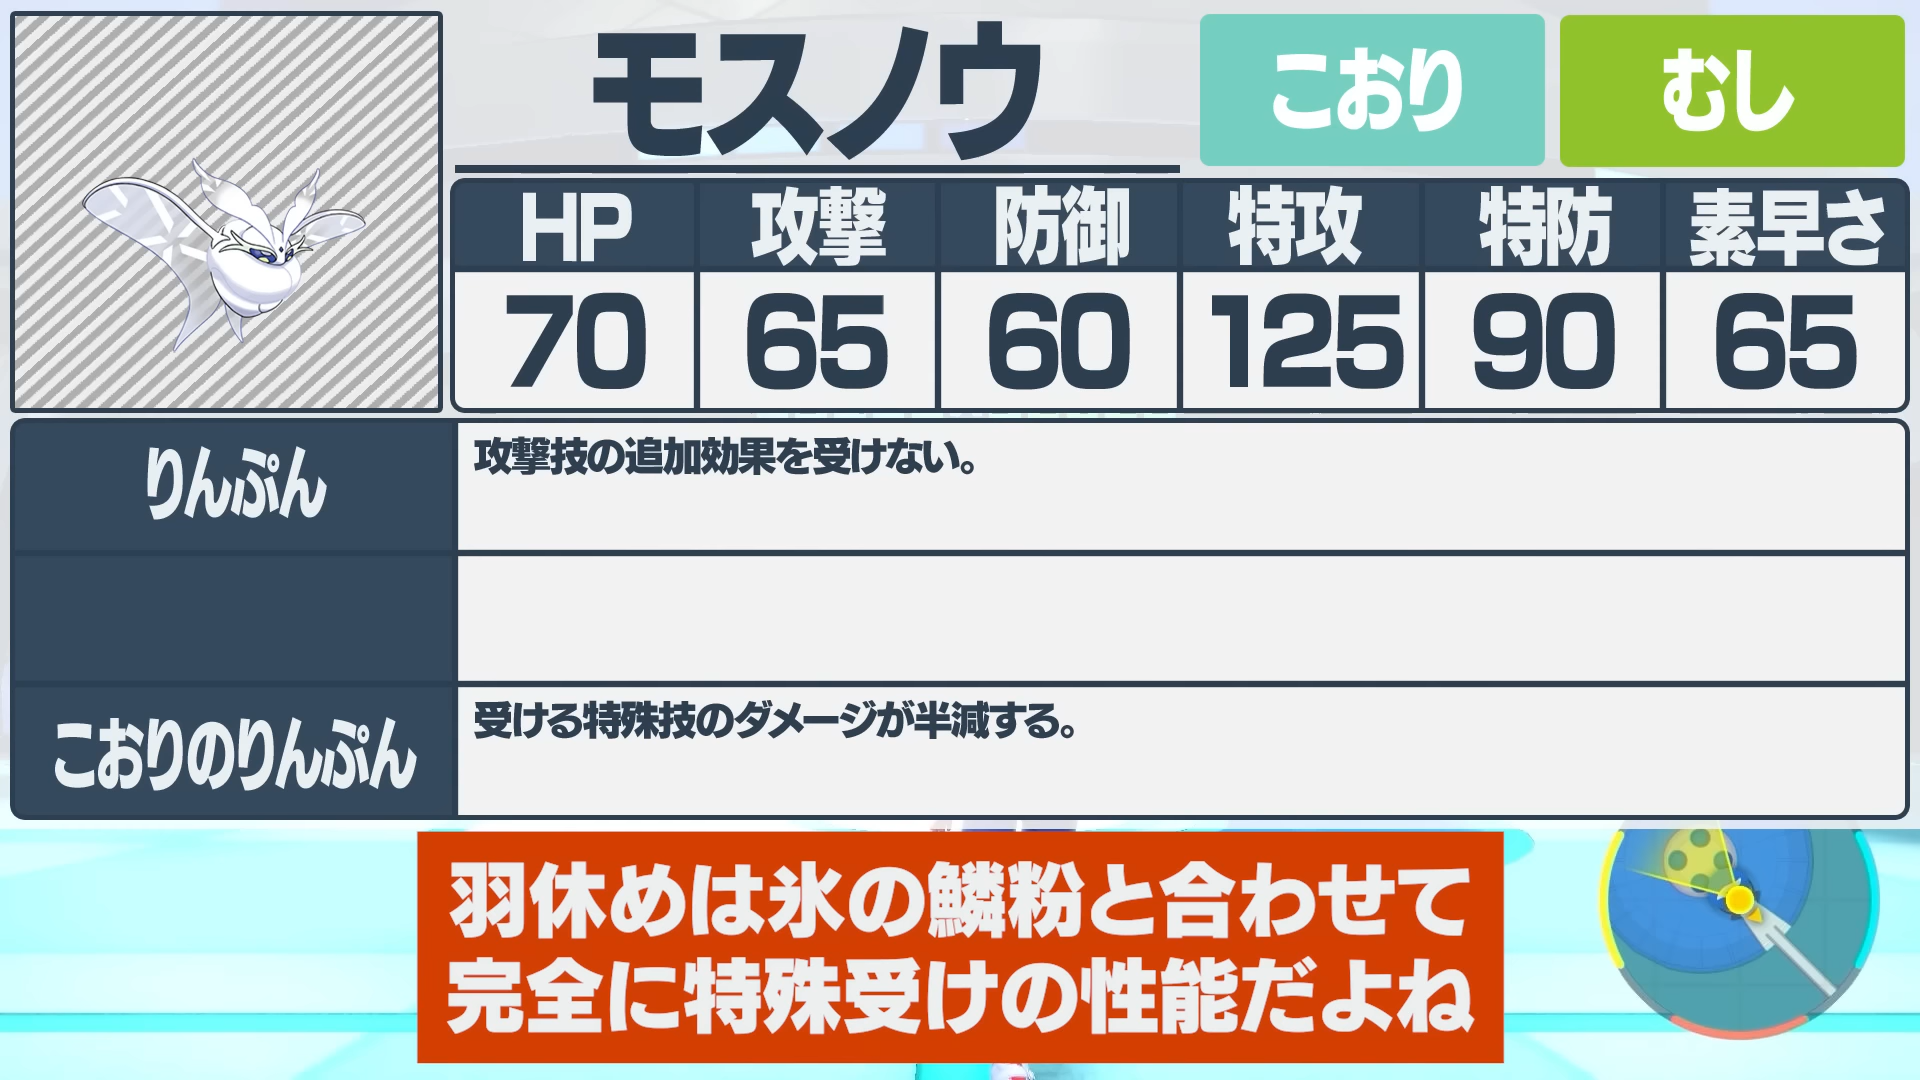 モスノウ
こおり
むし
HP 攻撃 防御 特攻 特防 素早さ
70 65 60 125 90 65
りんぷん
攻撃技の追加効果を受けない。
こおりのりんぷん
受ける特殊技のダメージが半減する。
羽休めは氷の鱗粉と合わせて
完全に特殊受けの性能だよね